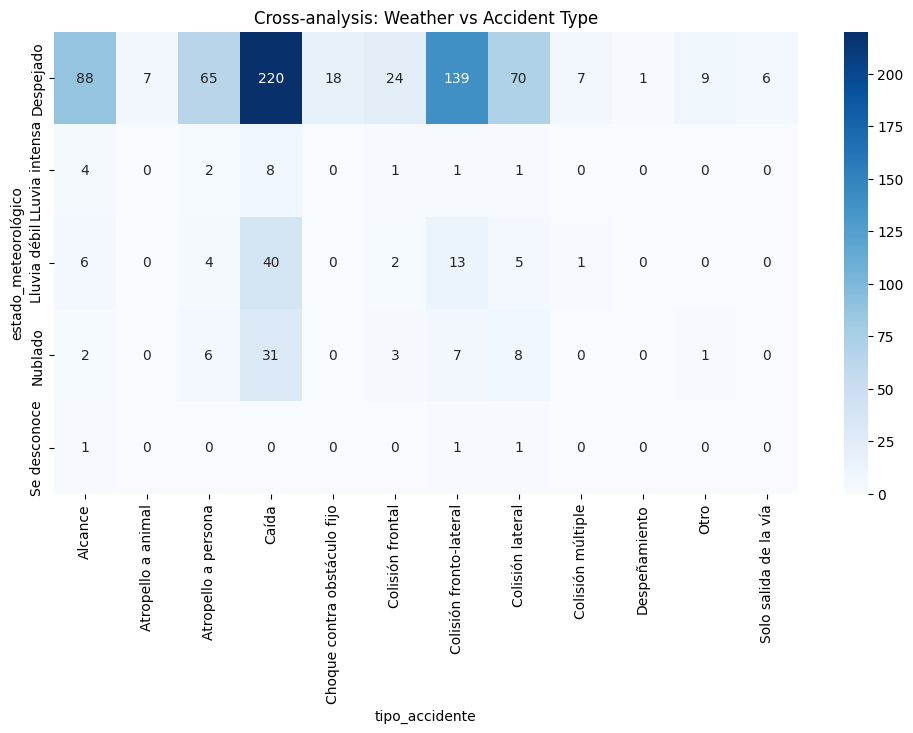 Cross-analysis: Weather vs Accident Type
estado_meteorológico
Despejado
88 7 65 220 18 24 139 70 7 1 9 6
LLuvia intensa
4 0 2 8 0 1 1 1 0 0 0 0
Lluvia débil
6 0 4 40 0 2 13 5 1 0 0 0
Nublado
2 0 6 31 0 3 7 8 0 0 1 0
Se desconoce
1 0 0 0 0 0 1 1 0 0 0 0
Alcance
Atropello a animal
Atropello a persona
Caída
Choque contra obstáculo fijo
Colisión frontal
Colisión fronto-lateral
Colisión lateral
Colisión múltiple
Despeñamiento
Otro
Solo salida de la vía
tipo_accidente
200
175
150
125
100
75
50
25
0